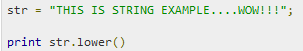 str = "THIS IS STRING EXAMPLE....WOW!!!";
print str.lower()